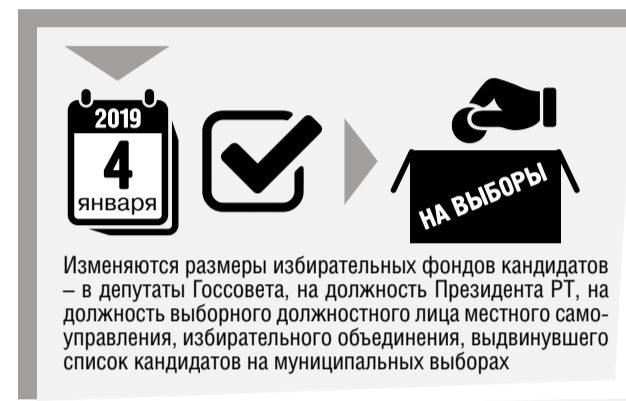 2019
4
января
НА ВЫБОРЫ
Изменяются размеры избирательных фондов кандидатов
– в депутаты Госсовета, на должность Президента РТ, на
должность выборного должностного лица местного само-
управления, избирательного объединения, выдвинувшего
список кандидатов на муниципальных выборах